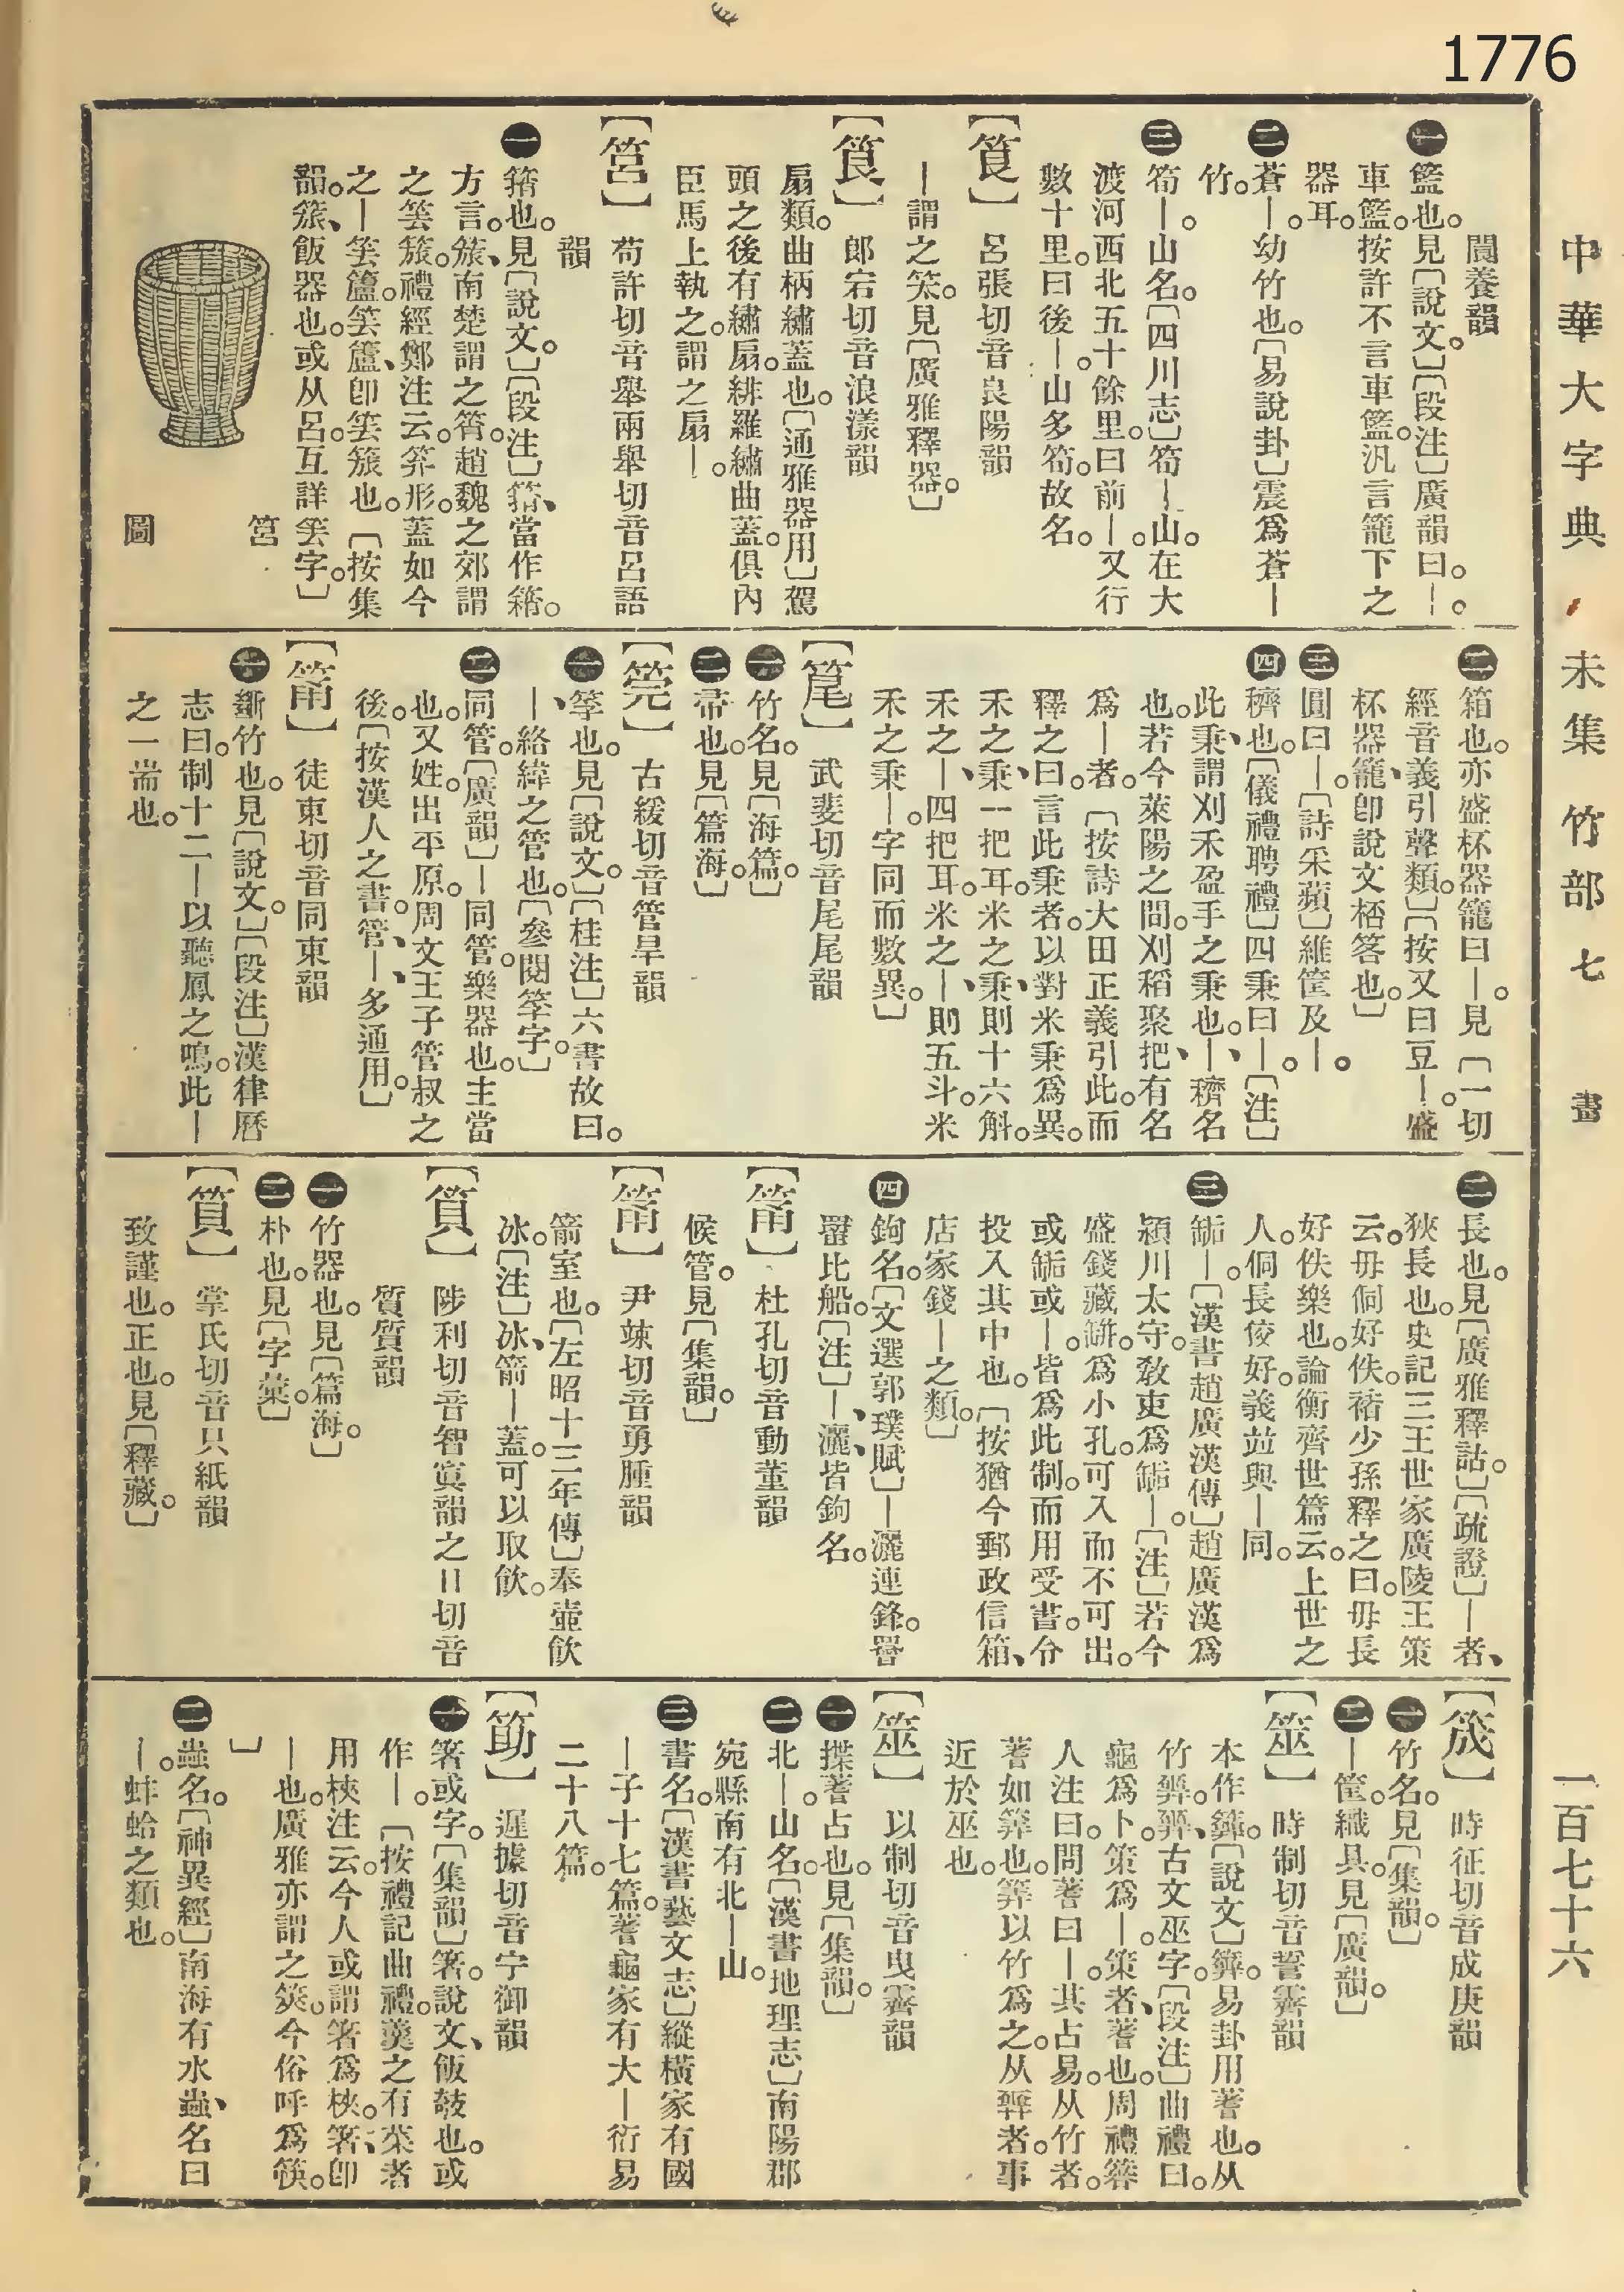 1776
中華大字典 未集 竹部 七畫
一百七十六
閬養韻
㊀籃也。見〔說文。〕〔段注〕廣韻曰。—。
車籃。按許不言車籃。汎言籠下之
器耳。
㊁蒼—。幼竹也。〔易說卦〕震爲蒼—
竹。
㊂筍—。山名。〔四川志〕筍—山。在大
渡河西北五十餘里。曰前—。又行
數十里。曰後—。山多筍。故名。
【筤】 呂張切音良陽韻
—謂之笶。見〔廣雅釋器。〕
【筤】 郎宕切音浪漾韻
扇類。曲柄繡蓋也。〔通雅器用〕駕
頭之後有繡扇。緋羅繡曲蓋。俱內
臣馬上執之。謂之扇—。
【筥】 苟許切音舉兩舉切音呂語
韻
㊀䈰也。見〔說文。〕〔段注〕䈰、當作䈰。
方言。簇、南楚謂之筲。趙魏之郊謂
之䇭簇。禮經鄭注云。笲形。蓋如今
之—䇭籚。䇭籚、卽䇭簇也。〔按集
韻。簇、飯器也。或从呂。互詳䇭字。〕
筥
圖
㊁箱也。亦盛杯器籠曰—。見〔一切
經音義引聲類〕〔按又曰豆—。盛
杯器籠、卽說文桮笿也。〕
㊂圓曰—。〔詩采蘋〕維筐及—。
㊃穧也。〔儀禮聘禮〕四秉曰—。〔注〕
此秉、謂刈禾盈手之秉也。—、穧名
也。若今萊陽之間。刈稻聚把、有名
爲—者。〔按詩大田正義引此。而
釋之曰。言此秉者。以對米秉爲異。
禾之秉、一把耳。米之秉、則十六斛。
禾之—、四把耳。米之—、則五斗。米
禾之秉—。字同而數異。〕
【䇻】 武斐切音尾尾韻
㊀竹名。見〔海篇。〕
㊁帚也。見〔篇海。〕
【筦】 古緩切音管旱韻
㊀筟也。見〔說文。〕〔桂注〕六書故曰。
—、絡緯之管也。〔參閱筟字。〕
㊁同管。〔廣韻〕—同管。樂器也。主當
也。又姓。出平原。周文王子管叔之
後。〔按漢人之書。管、—、多通用。〕
【筩】 徒東切音同東韻
㊀斷竹也。見〔說文。〕〔段注〕漢律曆
志曰。制十二—以聽鳳之鳴。此—
之一耑也。
㊁長也。見〔廣雅釋詁。〕〔疏證〕—者、
狹長也。史記三王世家廣陵王策
云。毋侗好佚。褚少孫釋之曰。毋長
好佚樂也。論衡齊世篇云。上世之
人。侗長佼好。義竝與—同。
㊂缿—。〔漢書趙廣漢傳〕趙廣漢爲
潁川太守。敎吏爲缿—。〔注〕若今
盛錢藏缾。爲小孔。可入而不可出。
或缿或—。皆爲此制。而用受書。令
投入其中也。〔按猶今郵政信箱、
店家錢—之類。〕
㊃鉤名。〔文選郭璞賦〕—灑連鋒。罾
罶比船。〔注〕—、灑、皆鉤名。
【筩】 杜孔切音動董韻
候管。見〔集韻。〕
【筩】 尹竦切音勇腫韻
箭室也。〔左昭十三年傳〕奉壺飮
冰。〔注〕冰、箭—。蓋可以取飮。
【筫】 陟利切音智寘韻之日切音
質質韻
㊀竹器也。見〔篇海。〕
㊁朴也。見〔字彙。〕
【筫】 掌氏切音只紙韻
致謹也。正也。見〔釋藏。〕
【筬】 時征切音成庚韻
㊀竹名。見〔集韻。〕
㊁—筐。織具。見〔廣韻。〕
【筮】 時制切音誓霽韻
本作𥷚。〔說文〕𥷚。易卦用蓍也。从
竹𢍮。𢍮、古文巫字。〔段注〕曲禮曰。
龜爲卜。策爲—。策者、蓍也。周禮簭
人注曰。問蓍曰—。其占易。从竹者。
蓍如筭也。筭以竹爲之。从𢍮者。事
近於巫也。
【筮】 以制切音曳霽韻
㊀揲蓍占也。見〔集韻。〕
㊁北—。山名。〔漢書地理志〕南陽郡
宛縣南有北—山。
㊂書名。〔漢書藝文志〕縱橫家有國
—子十七篇。蓍龜家有大—衍易
二十八篇。
【筯】 遲據切音宁御韻
㊀箸或字。〔集韻〕箸。說文、飯攲也。或
作—。〔按禮記曲禮。羹之有菜者
用梜注云。今人或謂箸爲梜。箸、卽
—也。廣雅亦謂之筴。今俗呼爲筷。
〕
㊁蟲名。〔神異經〕南海有水蟲、名曰
—。蚌蛤之類也。